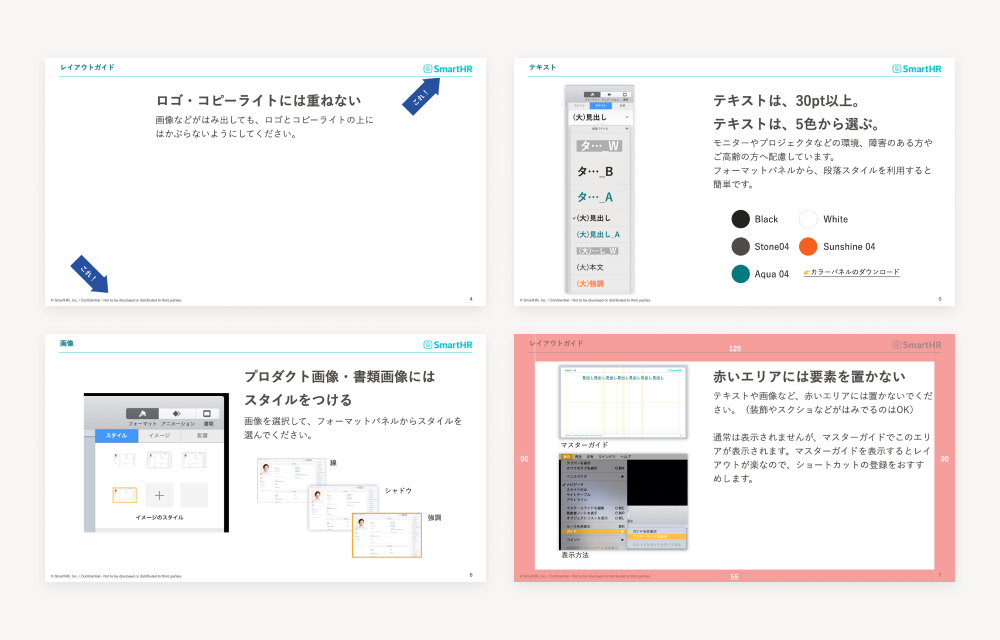 レイアウトガイド
SmartHR
ロゴ・コピーライトには重ねない
画像などがはみ出しても、ロゴとコピーライトの上に
はかぶらないようにしてください。
これ！
これ！
© SmartHR, Inc. / Confidential - Not to be disclosed or distributed to third parties.
4
テキスト
SmartHR
(大)見出し
タ…_W
タ…_B
タ…_A
✓(大)見出し
(大)見出し_A
(大)…し_W
(大)本文
(大)強調
テキストは、30pt以上。
テキストは、5色から選ぶ。
モニターやプロジェクタなどの環境、障害のある方や
ご高齢の方へ配慮しています。
フォーマットパネルから、段落スタイルを利用すると
簡単です。
Black
White
Stone04
Sunshine 04
Aqua 04
👉カラーパネルのダウンロード
© SmartHR, Inc. / Confidential - Not to be disclosed or distributed to third parties.
5
画像
SmartHR
プロダクト画像・書類画像には
スタイルをつける
画像を選択して、フォーマットパネルからスタイルを
選んでください。
フォーマット アニメーション 書類
スタイル イメージ 配置
イメージのスタイル
線
シャドウ
強調
© SmartHR, Inc. / Confidential - Not to be disclosed or distributed to third parties.
6
レイアウトガイド
SmartHR
120
90
90
55
見出し見出し見出し見出し見出し見出し見出し
マスターガイド
表示方法
赤いエリアには要素を置かない
テキストや画像など、赤いエリアには置かないでくだ
さい。（装飾やスクショなどがはみでるのはOK）
通常は表示されませんが、マスターガイドでこのエリ
アが表示されます。マスターガイドを表示するとレイ
アウトが楽なので、ショートカットの登録をおすす
めします。
© SmartHR, Inc. / Confidential - Not to be disclosed or distributed to third parties.
7